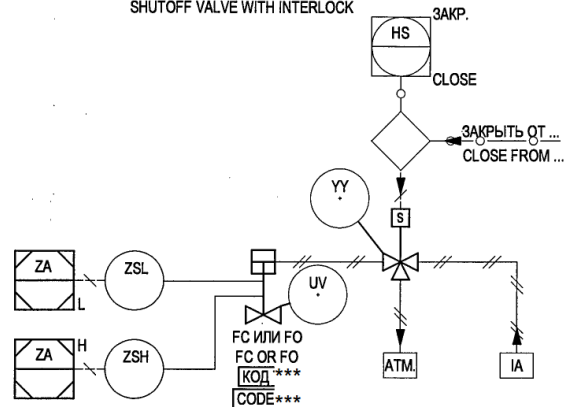 SHUTOFF VALVE WITH INTERLOCK
ЗАКР.
HS
CLOSE
ЗАКРЫТЬ ОТ ...
CLOSE FROM ...
YY
S
ZA
L
ZSL
UV
ZA
H
ZSH
FC ИЛИ FO
FC OR FO
КОД ***
CODE***
АТМ.
IA